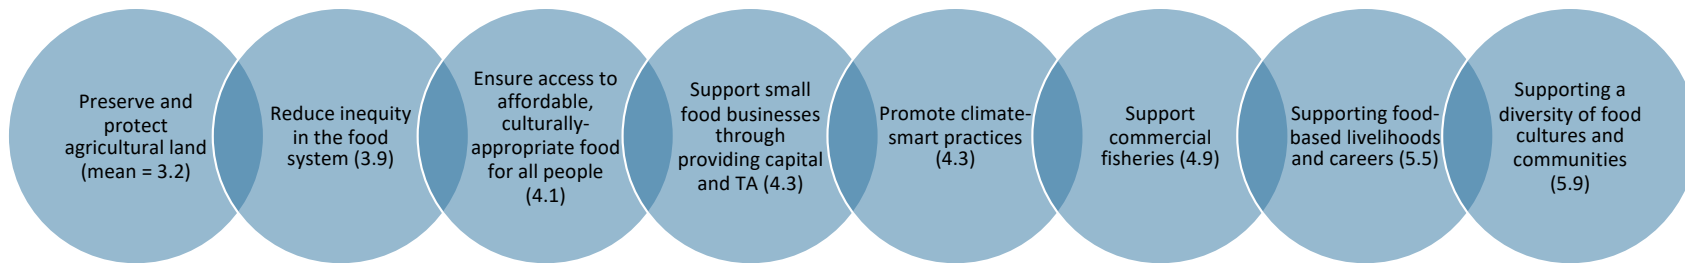 Preserve and
protect
agricultural land
(mean = 3.2)
Reduce inequity
in the food
system (3.9)
Ensure access to
affordable,
culturally-
appropriate food
for all people
(4.1)
Support small
food businesses
through
providing capital
and TA (4.3)
Promote climate-
smart practices
(4.3)
Support
commercial
fisheries (4.9)
Supporting food-
based livelihoods
and careers (5.5)
Supporting a
diversity of food
cultures and
communities
(5.9)